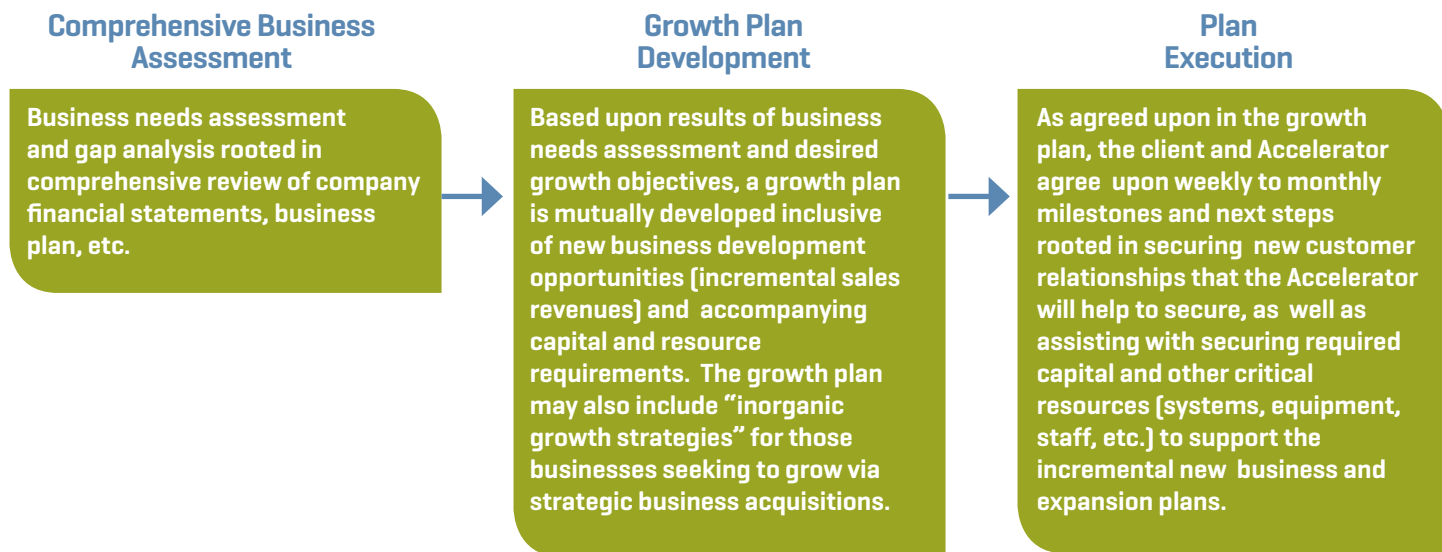 Comprehensive Business
Assessment
Business needs assessment
and gap analysis rooted in
comprehensive review of company
financial statements, business
plan, etc.
Growth Plan
Development
Based upon results of business
needs assessment and desired
growth objectives, a growth plan
is mutually developed inclusive
of new business development
opportunities (incremental sales
revenues) and accompanying
capital and resource
requirements. The growth plan
may also include “inorganic
growth strategies” for those
businesses seeking to grow via
strategic business acquisitions.
Plan
Execution
As agreed upon in the growth
plan, the client and Accelerator
agree upon weekly to monthly
milestones and next steps
rooted in securing new customer
relationships that the Accelerator
will help to secure, as well as
assisting with securing required
capital and other critical
resources (systems, equipment,
staff, etc.) to support the
incremental new business and
expansion plans.